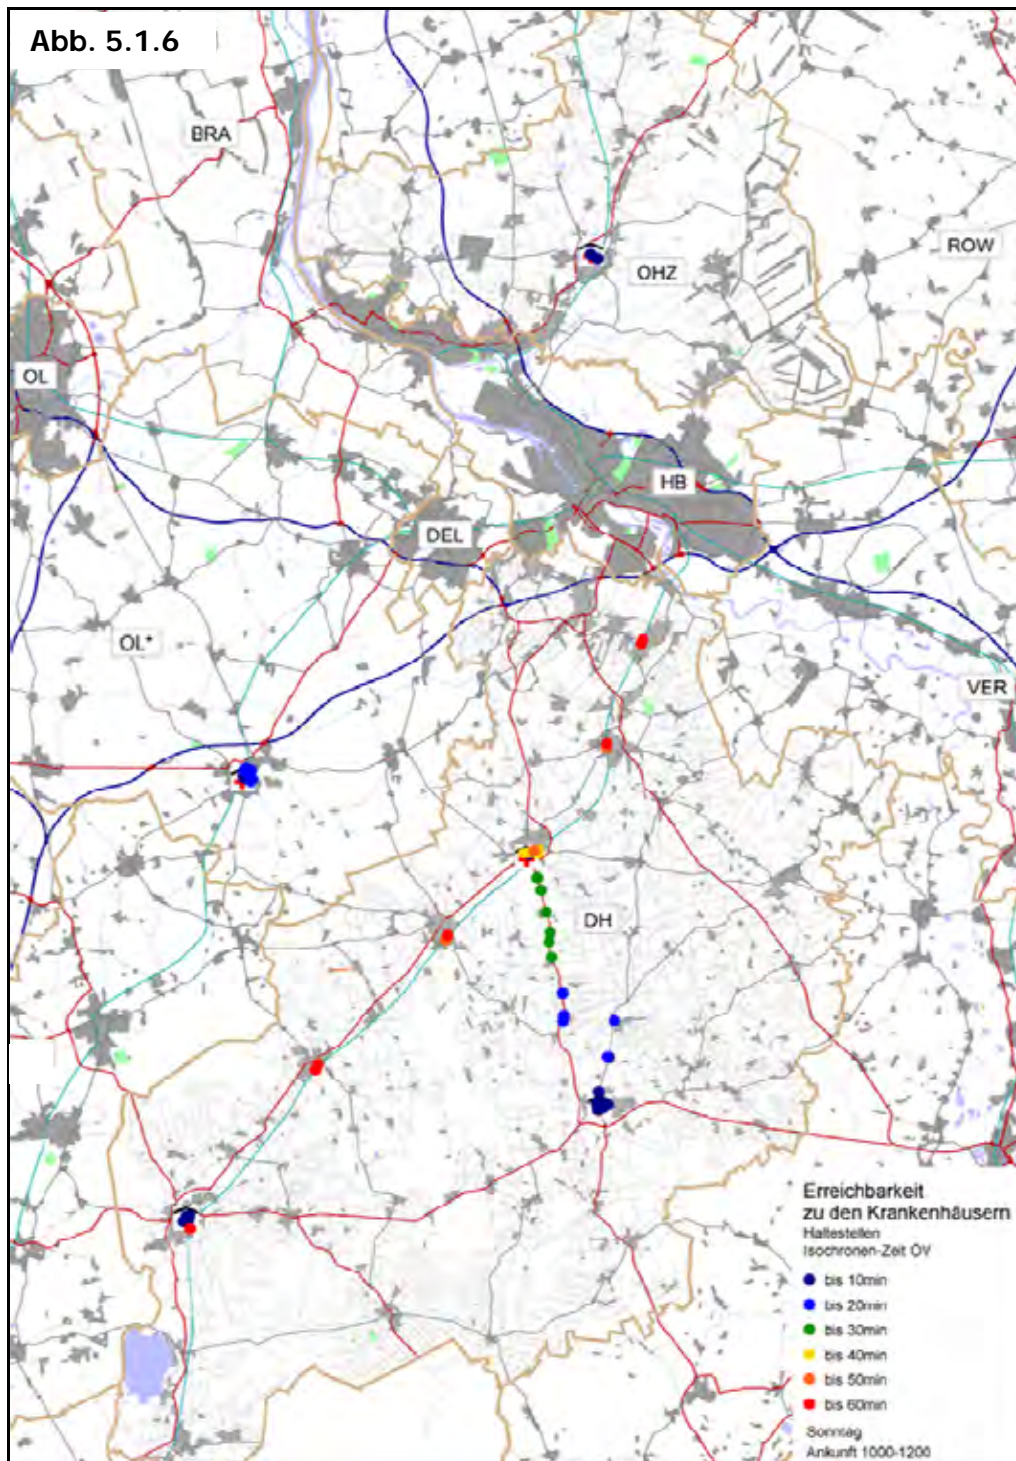 Abb. 5.1.6
BRA
OHZ
ROW
OL
HB
DEL
OL*
VER
DH
Erreichbarkeit
zu den Krankenhäusern
Haltestellen
Isochronen-Zeit ÖV
bis 10min
bis 20min
bis 30min
bis 40min
bis 50min
bis 60min
Sonntag
Ankunft 1000-1200